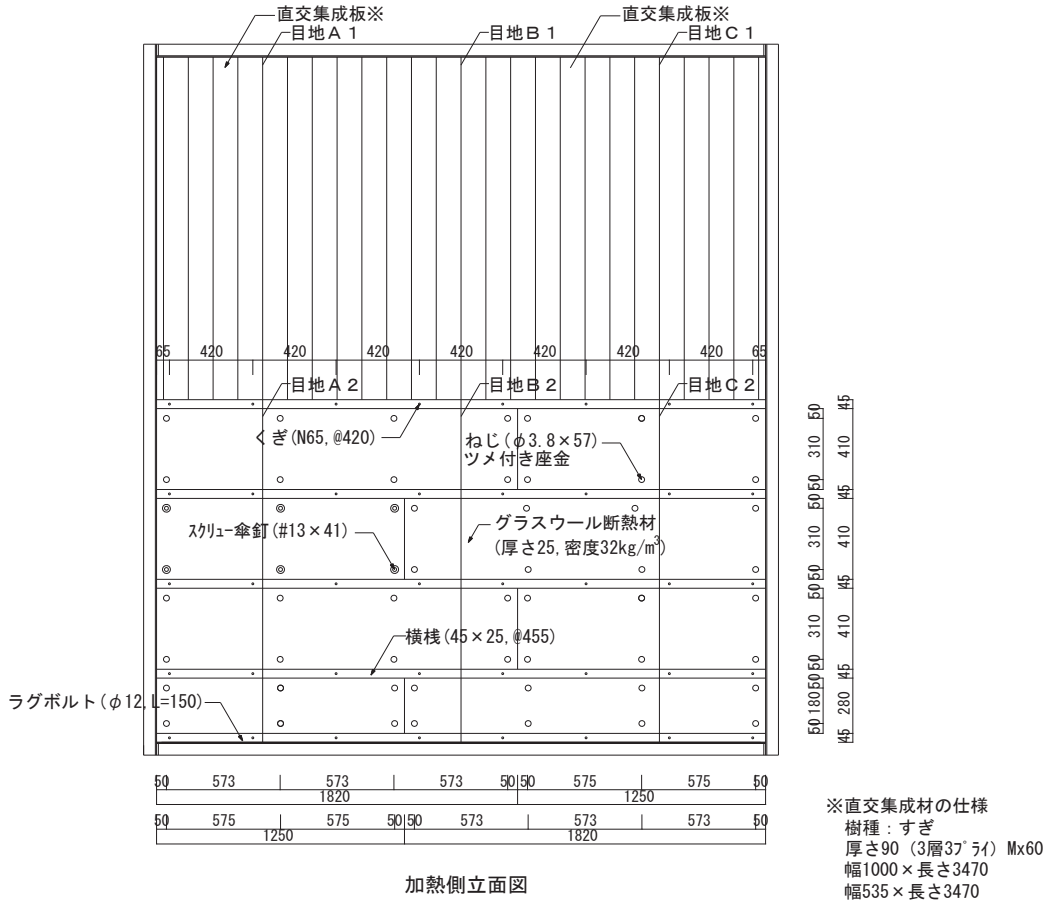 直交集成板※
直交集成板※
目地A1
目地B1
目地C1
65 420 420 420 420 420 420 65
目地A2
目地B2
目地C2
くぎ(N65,@420)
ねじ(φ3.8×57)
ツメ付き座金
スクリュー傘釘(#13×41)
グラスウール断熱材
(厚さ25,密度32kg/m³)
横桟(45×25,@455)
ラグボルト(φ12,L=150)
50 310 50 50 310 50 50 310 50 50 180 50
45 410 45 410 45 410 45 280 45
50 573 573 573 50 50 575 575 50
1820 1250
50 575 575 50 50 573 573 573 50
1250 1820
加熱側立面図
※直交集成材の仕様
樹種:すぎ
厚さ90(3層3プライ)Mx60
幅1000×長さ3470
幅535×長さ3470